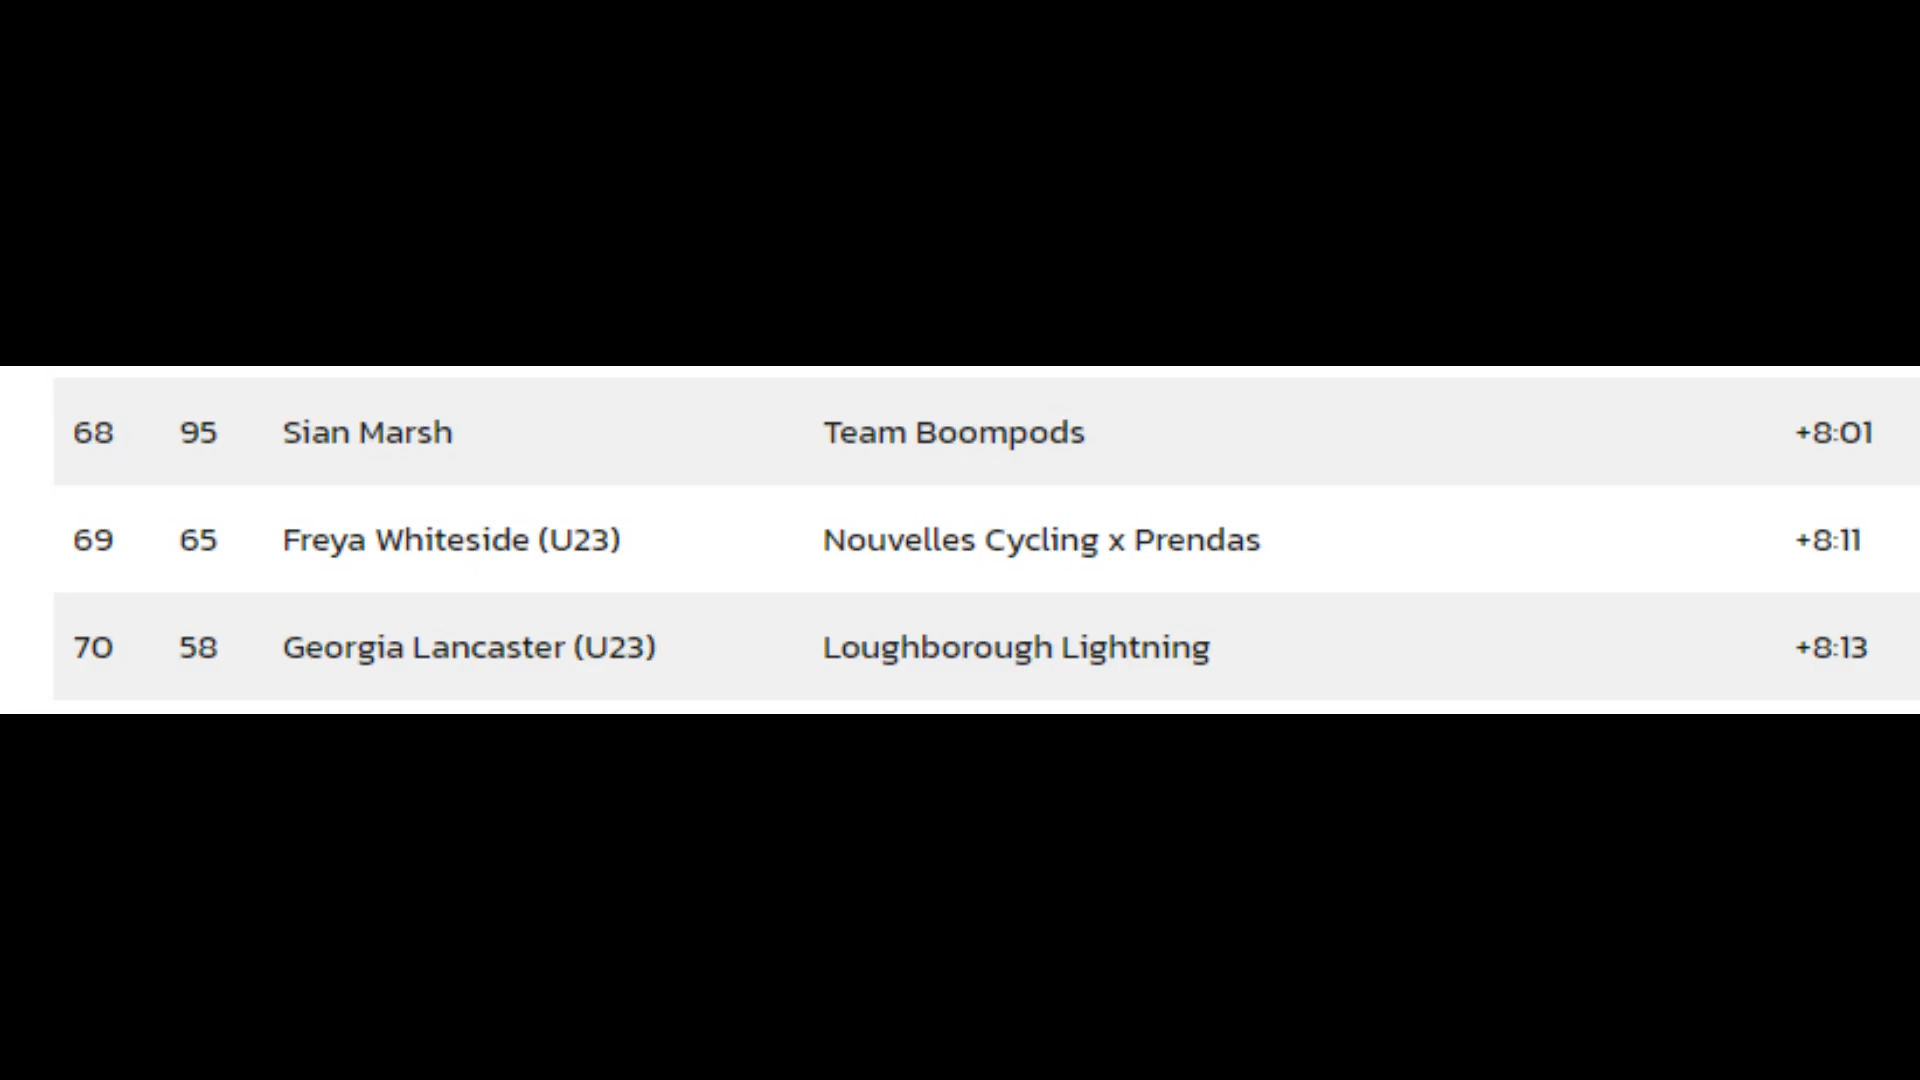 68 95 Sian Marsh Team Boompods +8:01
69 65 Freya Whiteside (U23) Nouvelles Cycling x Prendas +8:11
70 58 Georgia Lancaster (U23) Loughborough Lightning +8:13